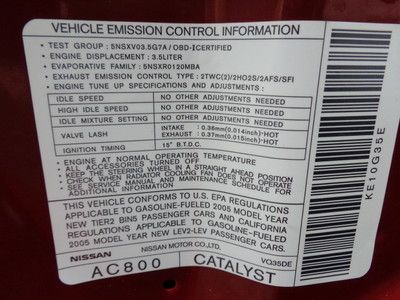 VEHICLE EMISSION CONTROL INFORMATION
• TEST GROUP : 5NSXV03.5G7A / OBD-ⅡCERTIFIED
• ENGINE DISPLACEMENT : 3.5LITER
• EVAPORATIVE FAMILY : 5NSXR0120MBA
• EXHAUST EMISSION CONTROL TYPE : 2TWC(2)/2HO2S/2AFS/SFI
• ENGINE TUNE UP SPECIFICATIONS AND ADJUSTMENTS
IDLE SPEED NO OTHER ADJUSTMENTS NEEDED
HIGH IDLE SPEED NO OTHER ADJUSTMENTS NEEDED
IDLE MIXTURE SETTING NO OTHER ADJUSTMENTS NEEDED
VALVE LASH INTAKE : 0.36mm(0.014inch)-HOT
EXHAUST : 0.37mm(0.015inch)-HOT
IGNITION TIMING 15° B.T.D.C.
• ENGINE AT NORMAL OPERATING TEMPERATURE
• ALL ACCESSORIES TURNED OFF
• KEEP THE STEERING WHEEL IN A STRAIGHT AHEAD POSITION
• CHECK WHEN RADIATOR COOLING FAN DOES NOT OPERATE
• SEE SERVICE MANUAL AND MAINTENANCE SCHEDULE FOR
ADDITIONAL INFORMATION
THIS VEHICLE CONFORMS TO U.S. EPA REGULATIONS
APPLICABLE TO GASOLINE-FUELED 2005 MODEL YEAR
NEW TIER2 BIN5 PASSENGER CARS AND CALIFORNIA
REGULATIONS APPLICABLE TO GASOLINE-FUELED
2005 MODEL YEAR NEW LEV2-LEV PASSENGER CARS.
NISSAN NISSAN MOTOR CO.,LTD. VQ35DE
AC800 CATALYST
KE10G35E